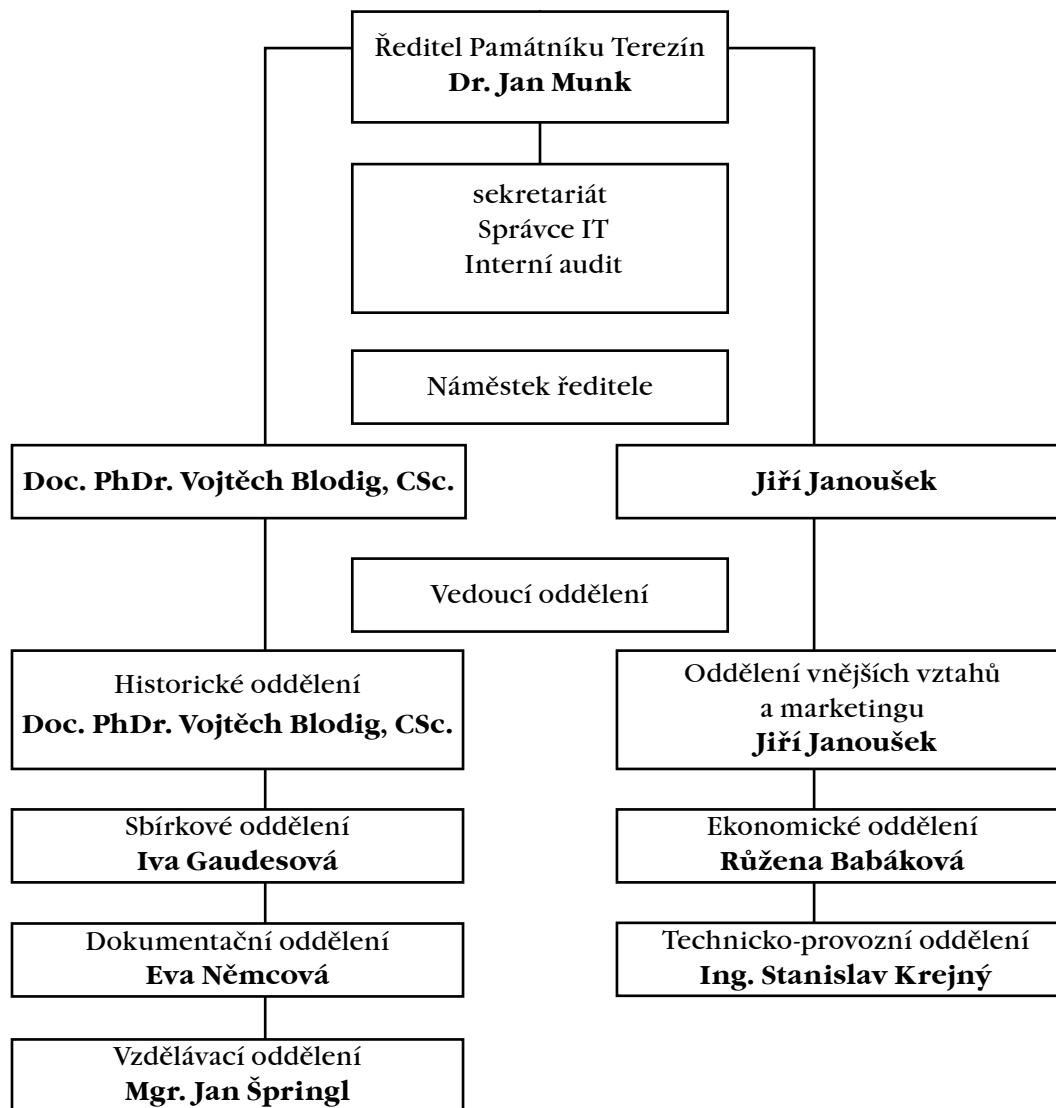 Ředitel Památníku Terezín
Dr. Jan Munk
sekretariát
Správce IT
Interní audit
Náměstek ředitele
Doc. PhDr. Vojtěch Blodig, CSc.
Jiří Janoušek
Vedoucí oddělení
Historické oddělení
Doc. PhDr. Vojtěch Blodig, CSc.
Oddělení vnějších vztahů
a marketingu
Jiří Janoušek
Sbírkové oddělení
Iva Gaudesová
Ekonomické oddělení
Růžena Babáková
Dokumentační oddělení
Eva Němcová
Technicko-provozní oddělení
Ing. Stanislav Krejný
Vzdělávací oddělení
Mgr. Jan Špringl